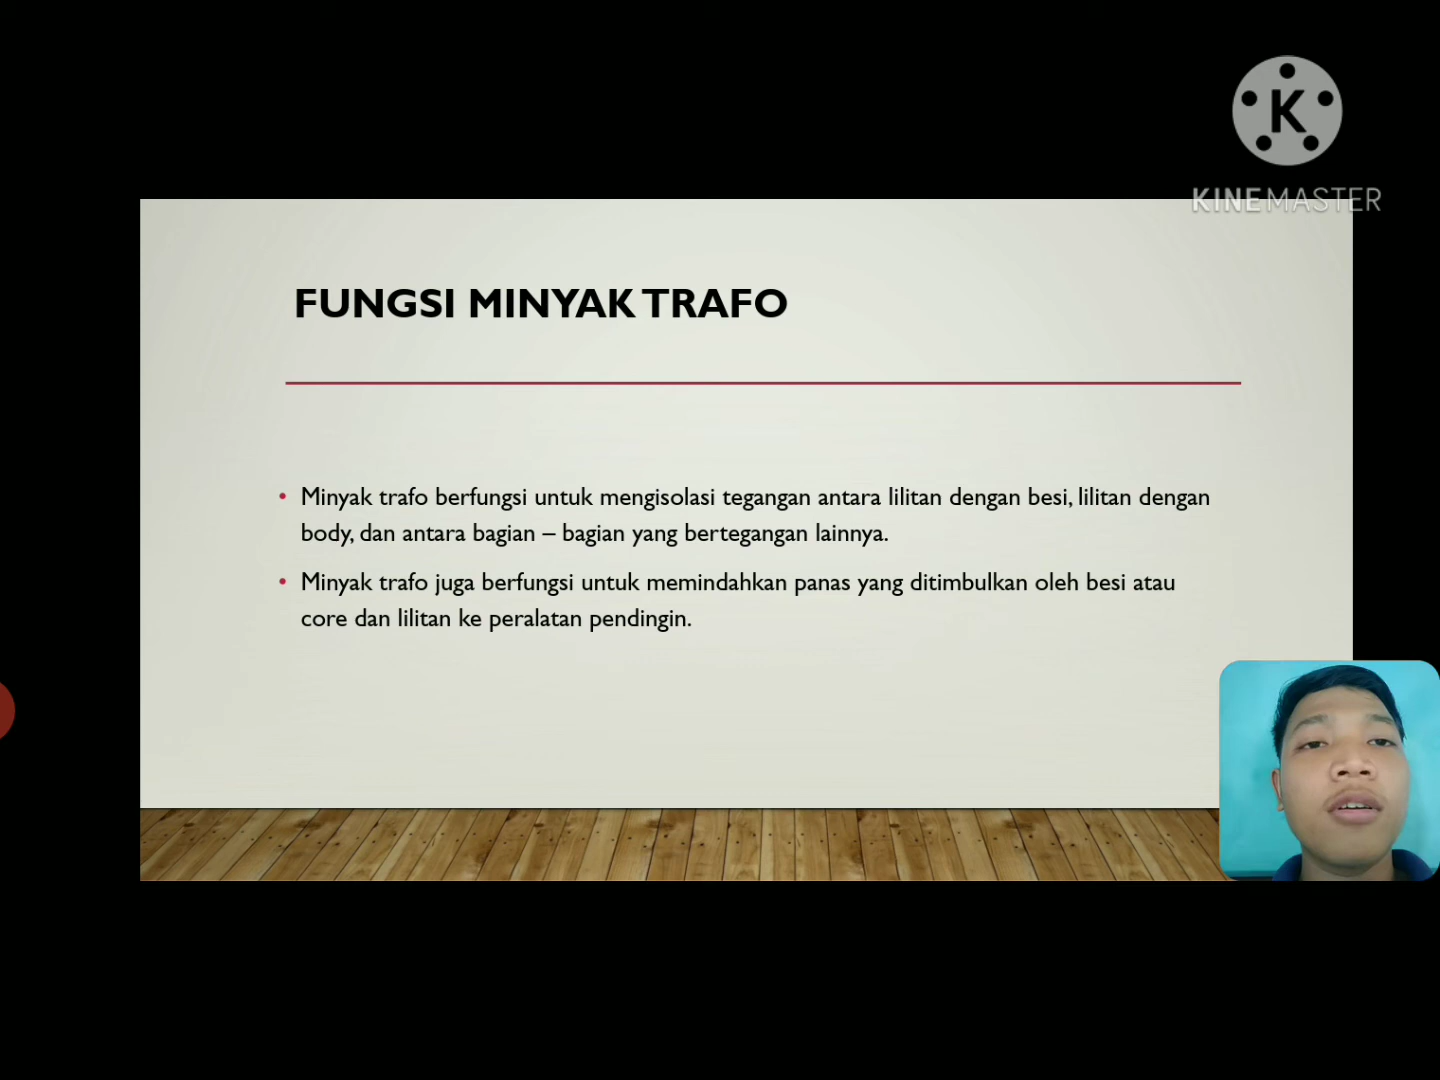 K
KINEMASTER
FUNGSI MINYAK TRAFO
• Minyak trafo berfungsi untuk mengisolasi tegangan antara lilitan dengan besi, lilitan dengan
body, dan antara bagian – bagian yang bertegangan lainnya.
• Minyak trafo juga berfungsi untuk memindahkan panas yang ditimbulkan oleh besi atau
core dan lilitan ke peralatan pendingin.